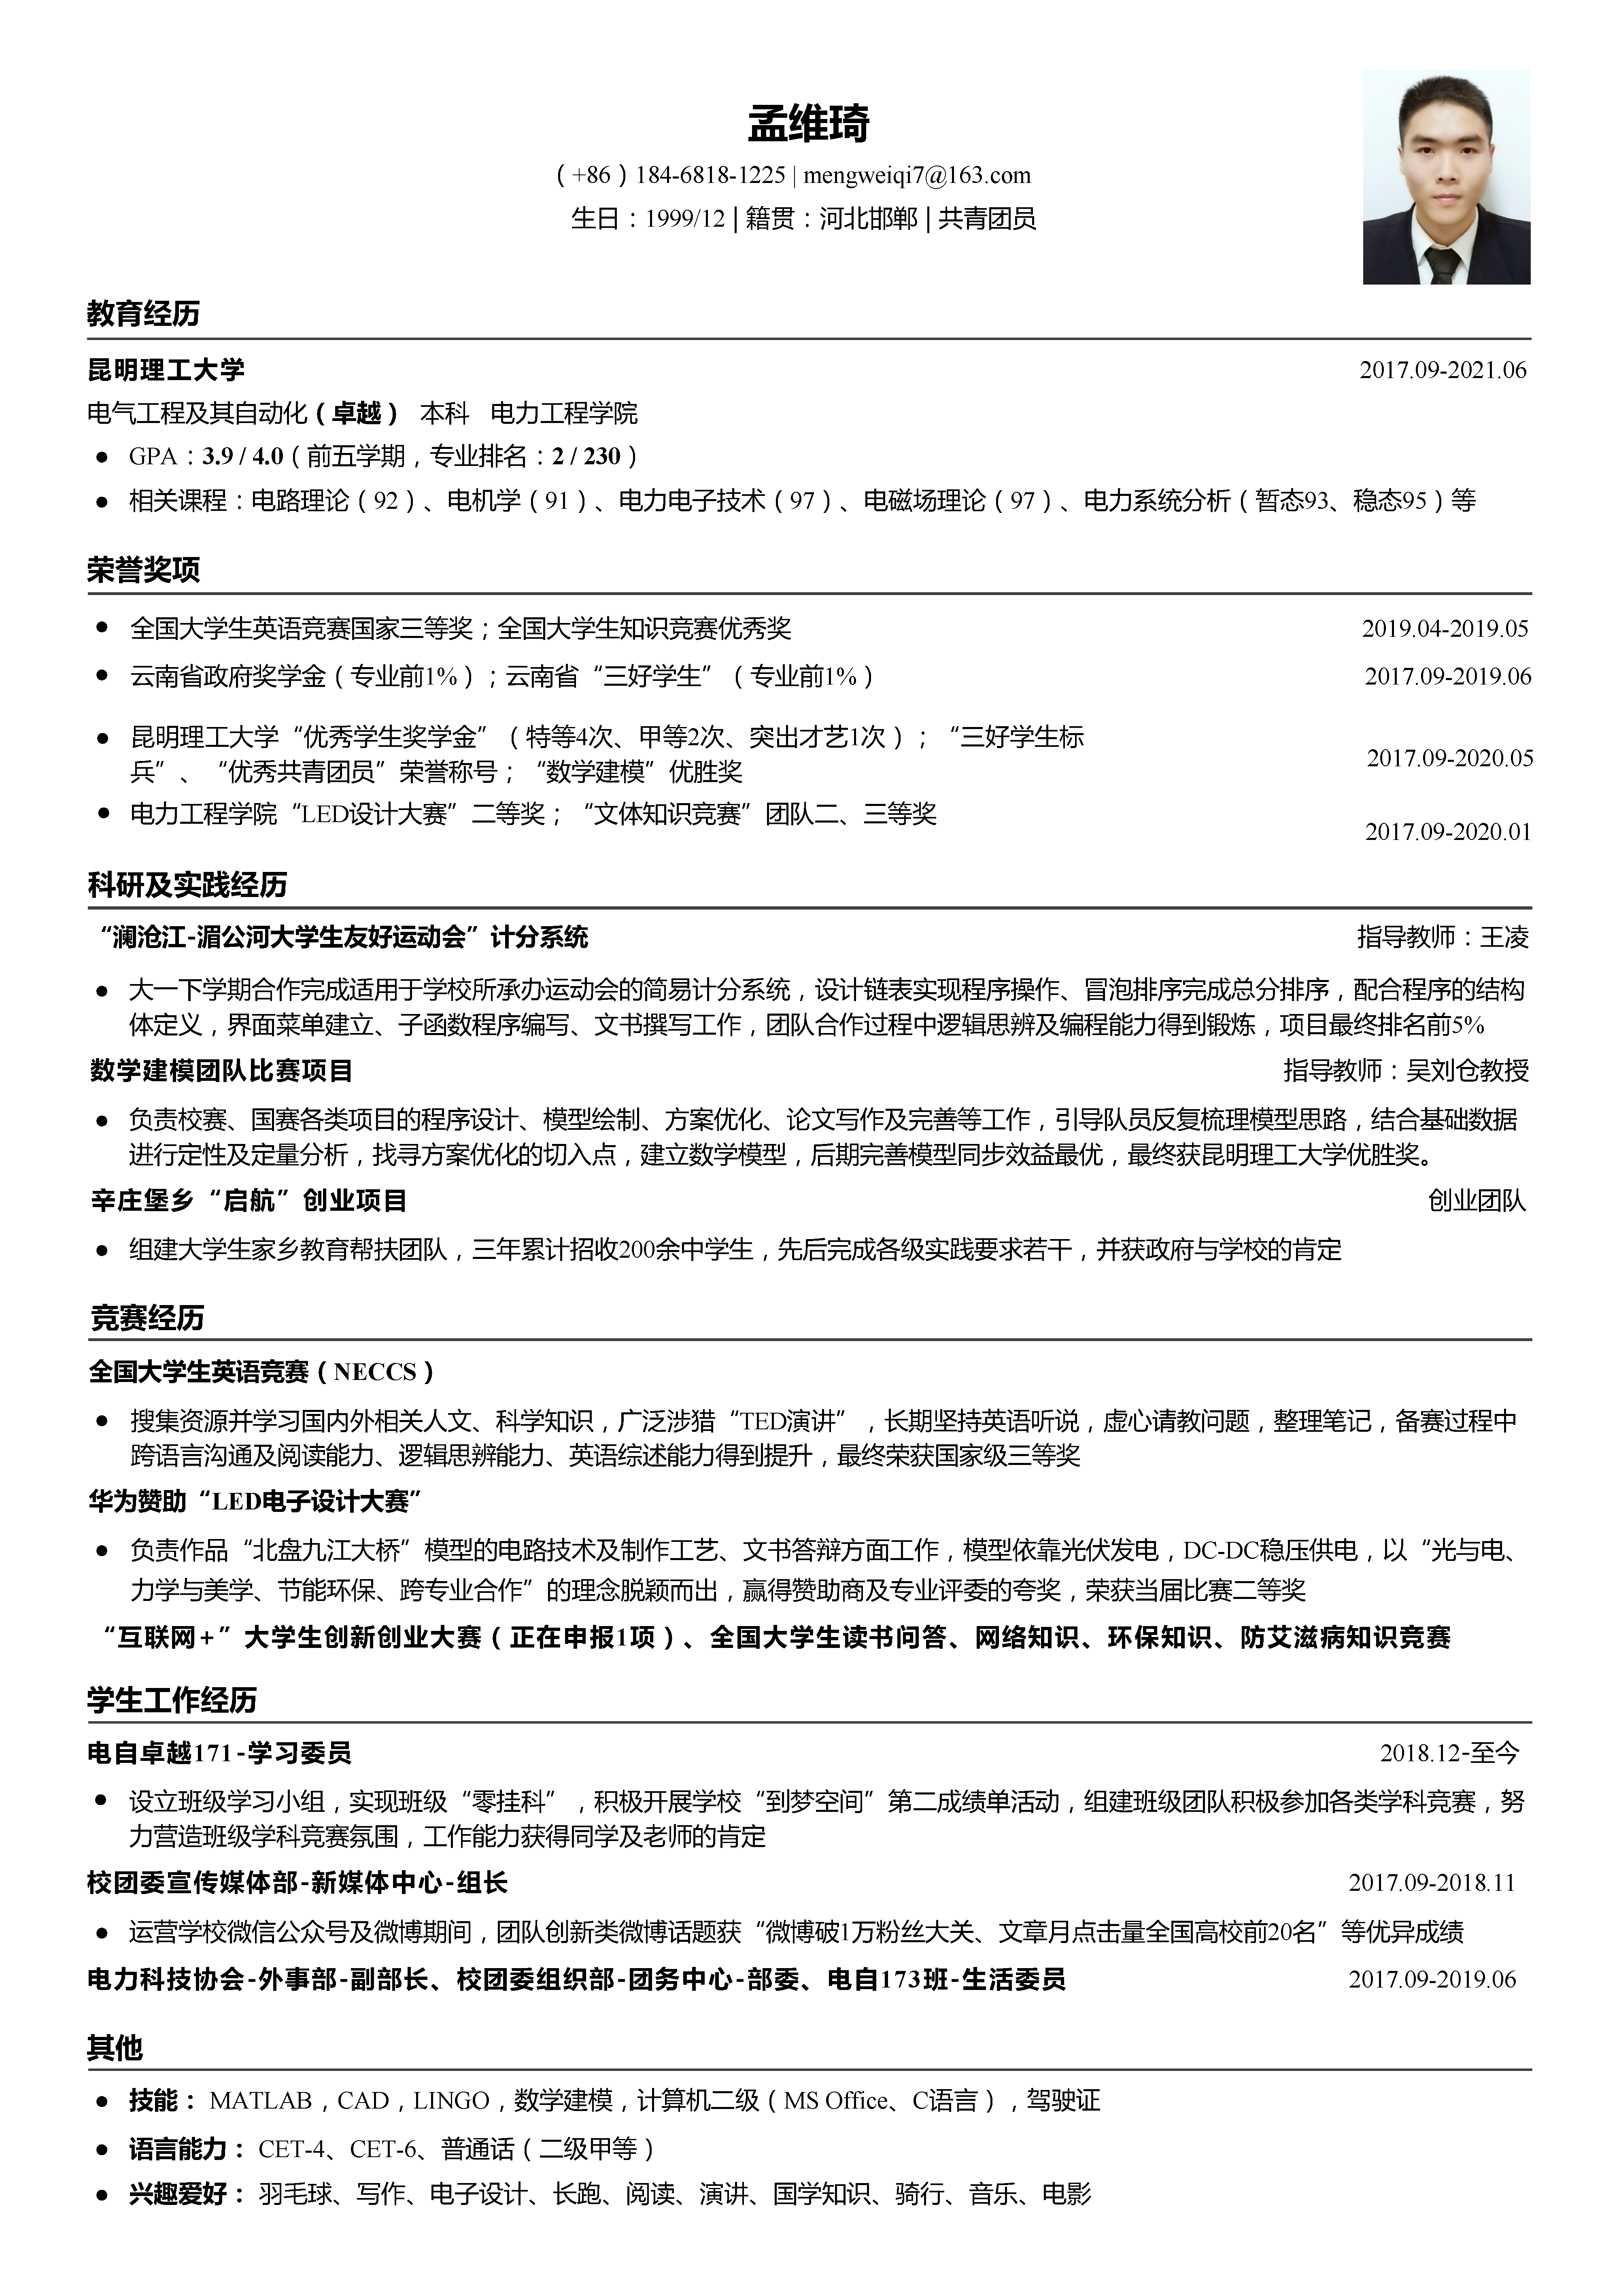 孟维琦
（+86）184-6818-1225 | mengweiqi7@163.com
生日：1999/12 | 籍贯：河北邯郸 | 共青团员
教育经历
昆明理工大学 2017.09-2021.06
电气工程及其自动化（卓越） 本科 电力工程学院
● GPA：3.9 / 4.0（前五学期，专业排名：2 / 230）
● 相关课程：电路理论（92）、电机学（91）、电力电子技术（97）、电磁场理论（97）、电力系统分析（暂态93、稳态95）等
荣誉奖项
● 全国大学生英语竞赛国家三等奖；全国大学生知识竞赛优秀奖 2019.04-2019.05
● 云南省政府奖学金（专业前1%）；云南省“三好学生”（专业前1%） 2017.09-2019.06
● 昆明理工大学“优秀学生奖学金”（特等4次、甲等2次、突出才艺1次）；“三好学生标
兵”、“优秀共青团员”荣誉称号；“数学建模”优胜奖 2017.09-2020.05
● 电力工程学院“LED设计大赛”二等奖；“文体知识竞赛”团队二、三等奖 2017.09-2020.01
科研及实践经历
“澜沧江-湄公河大学生友好运动会”计分系统 指导教师：王凌
● 大一下学期合作完成适用于学校所承办运动会的简易计分系统，设计链表实现程序操作、冒泡排序完成总分排序，配合程序的结构
体定义，界面菜单建立、子函数程序编写、文书撰写工作，团队合作过程中逻辑思辨及编程能力得到锻炼，项目最终排名前5%
数学建模团队比赛项目 指导教师：吴刘仓教授
● 负责校赛、国赛各类项目的程序设计、模型绘制、方案优化、论文写作及完善等工作，引导队员反复梳理模型思路，结合基础数据
进行定性及定量分析，找寻方案优化的切入点，建立数学模型，后期完善模型同步效益最优，最终获昆明理工大学优胜奖。
辛庄堡乡“启航”创业项目 创业团队
● 组建大学生家乡教育帮扶团队，三年累计招收200余中学生，先后完成各级实践要求若干，并获政府与学校的肯定
竞赛经历
全国大学生英语竞赛（NECCS）
● 搜集资源并学习国内外相关人文、科学知识，广泛涉猎“TED演讲”，长期坚持英语听说，虚心请教问题，整理笔记，备赛过程中
跨语言沟通及阅读能力、逻辑思辨能力、英语综述能力得到提升，最终荣获国家级三等奖
华为赞助“LED电子设计大赛”
● 负责作品“北盘九江大桥”模型的电路技术及制作工艺、文书答辩方面工作，模型依靠光伏发电，DC-DC稳压供电，以“光与电、
力学与美学、节能环保、跨专业合作”的理念脱颖而出，赢得赞助商及专业评委的夸奖，荣获当届比赛二等奖
“互联网+”大学生创新创业大赛（正在申报1项）、全国大学生读书问答、网络知识、环保知识、防艾滋病知识竞赛
学生工作经历
电自卓越171-学习委员 2018.12-至今
● 设立班级学习小组，实现班级“零挂科”，积极开展学校“到梦空间”第二成绩单活动，组建班级团队积极参加各类学科竞赛，努
力营造班级学科竞赛氛围，工作能力获得同学及老师的肯定
校团委宣传媒体部-新媒体中心-组长 2017.09-2018.11
● 运营学校微信公众号及微博期间，团队创新类微博话题获“微博破1万粉丝大关、文章月点击量全国高校前20名”等优异成绩
电力科技协会-外事部-副部长、校团委组织部-团务中心-部委、电自173班-生活委员 2017.09-2019.06
其他
● 技能： MATLAB，CAD，LINGO，数学建模，计算机二级（MS Office、C语言），驾驶证
● 语言能力： CET-4、CET-6、普通话（二级甲等）
● 兴趣爱好： 羽毛球、写作、电子设计、长跑、阅读、演讲、国学知识、骑行、音乐、电影